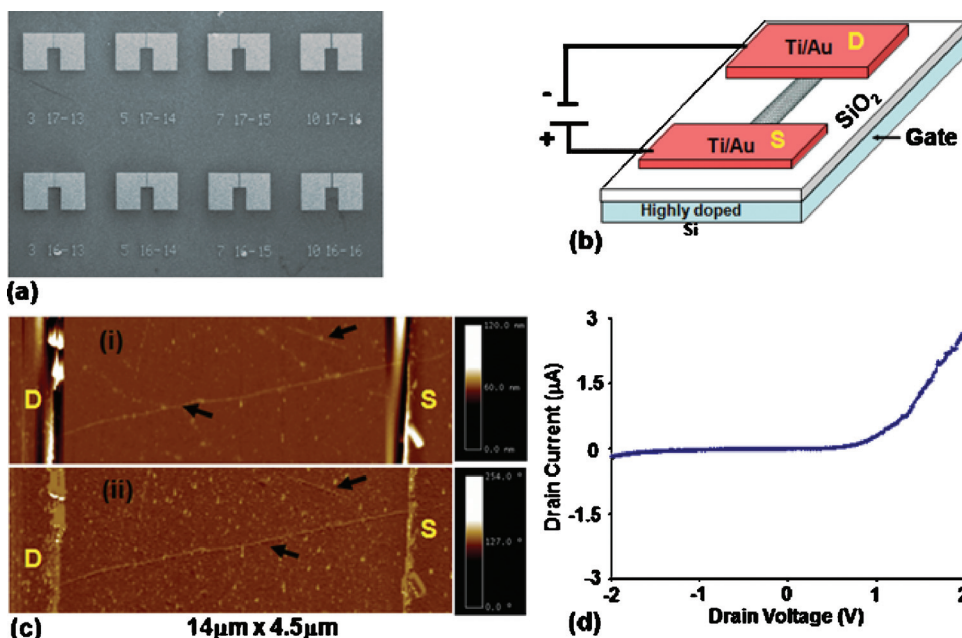 3 17-13 5 17-14 7 17-15 10 17-16
3 16-13 5 16-14 7 16-15 10 16-16
(a)
Ti/Au D
-
+
Ti/Au S
SiO2
Gate
Highly doped
Si
(b)
(i)
D
S
120.0 nm
60.0 nm
0.0 nm
(ii)
D
S
254.0 °
127.0 °
0.0 °
(c)
14μm x 4.5μm
Drain Current (μA)
3
1.5
0
-1.5
-3
-2 -1 0 1 2
Drain Voltage (V)
(d)